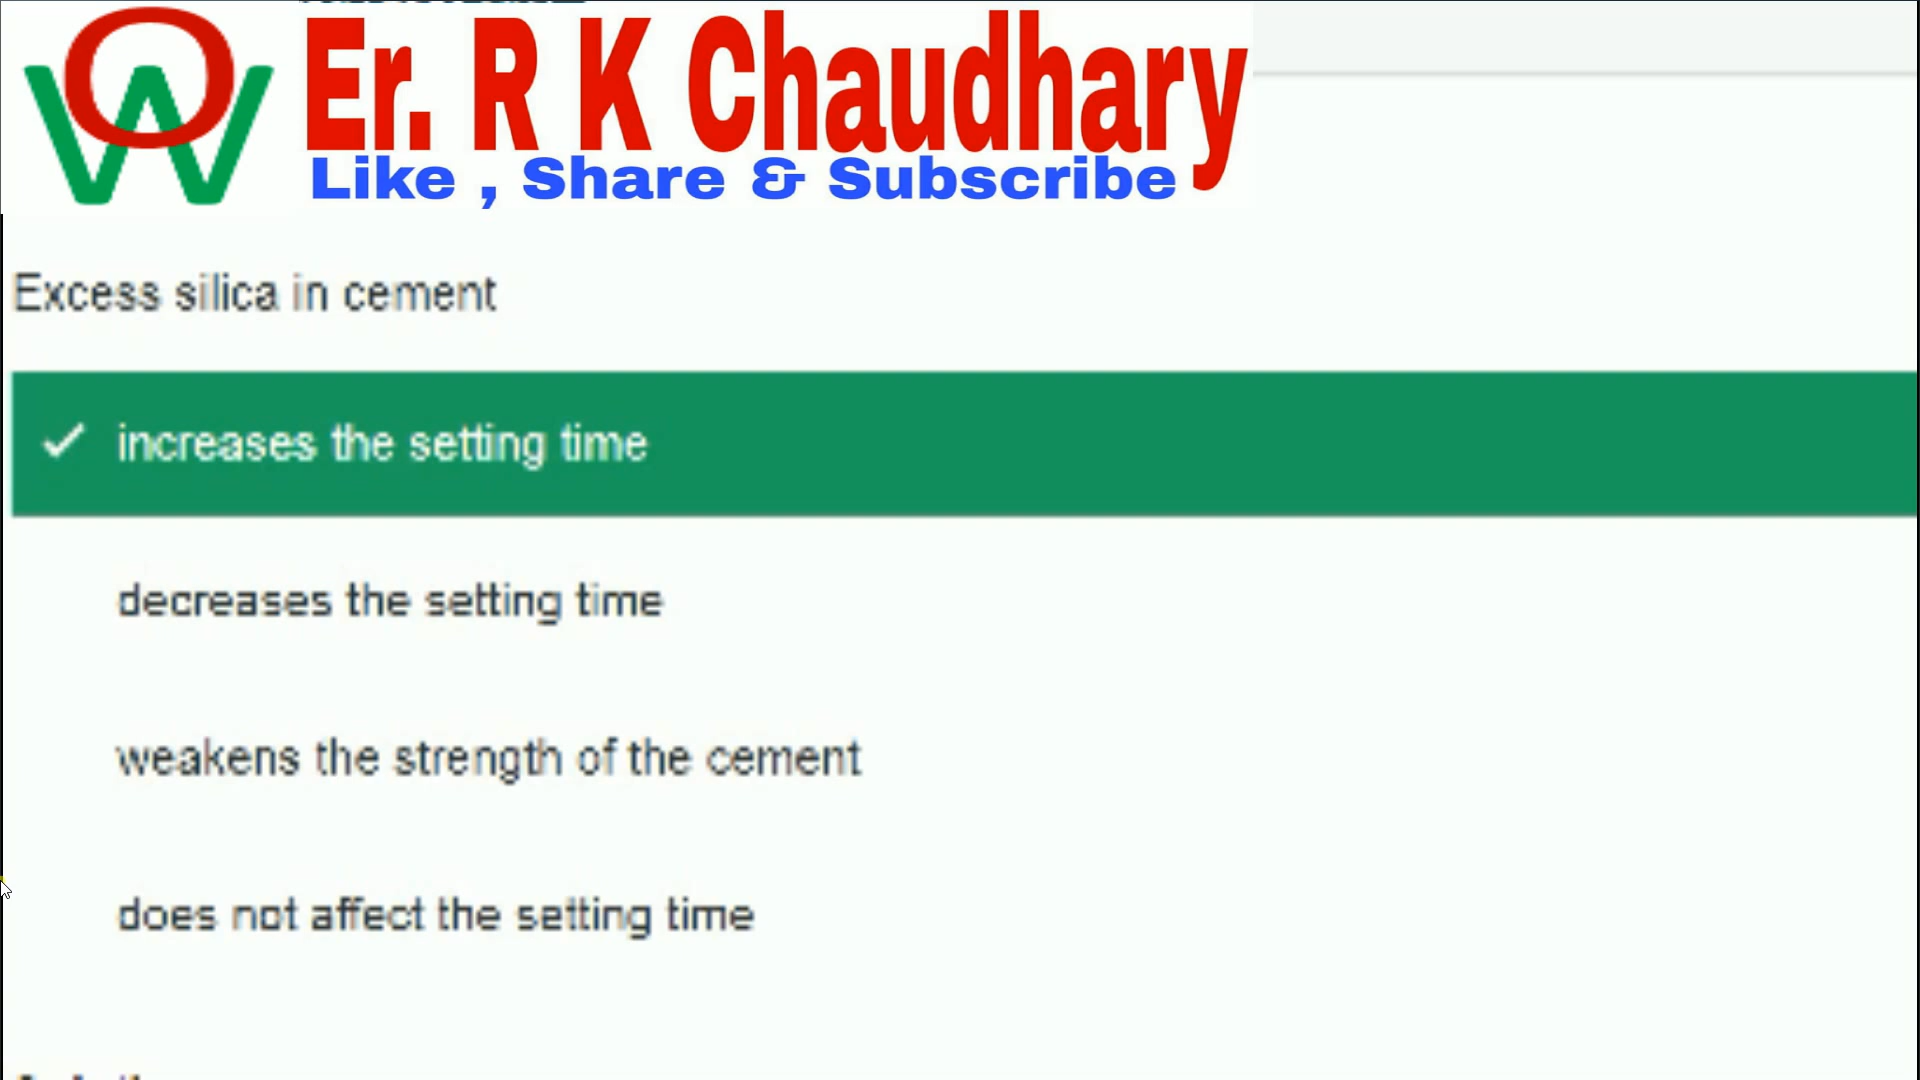 Er. R K Chaudhary
Like , Share & Subscribe
Excess silica in cement
increases the setting time
decreases the setting time
weakens the strength of the cement
does not affect the setting time